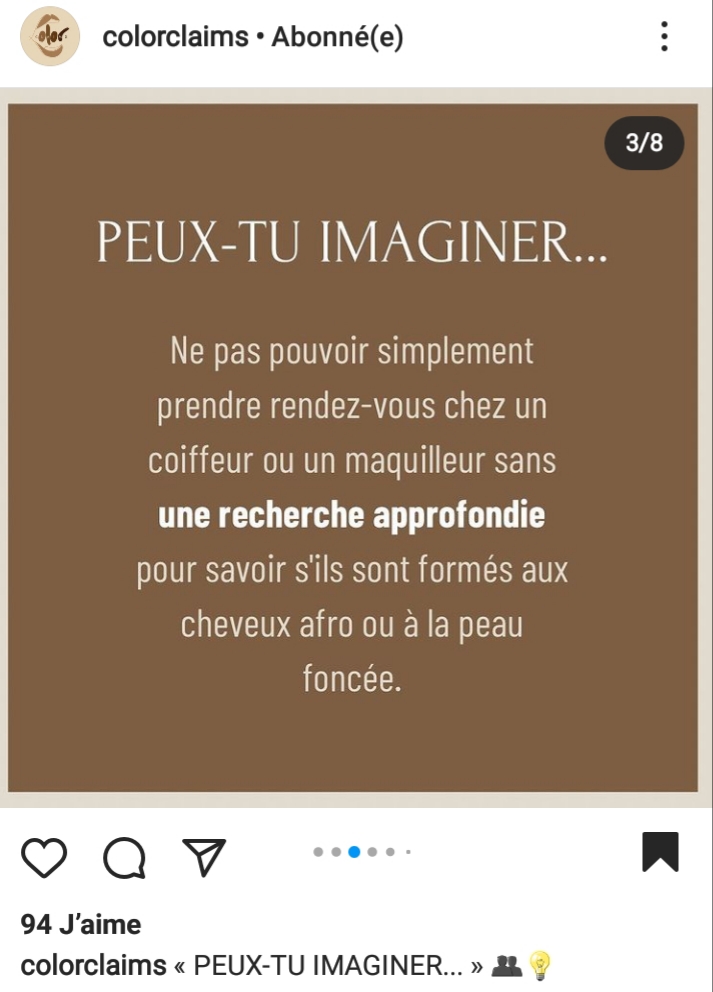 Color
colorclaims • Abonné(e)
3/8
PEUX-TU IMAGINER...
Ne pas pouvoir simplement
prendre rendez-vous chez un
coiffeur ou un maquilleur sans
une recherche approfondie
pour savoir s'ils sont formés aux
cheveux afro ou à la peau
foncée.
94 J’aime
colorclaims « PEUX-TU IMAGINER... » 👥💡